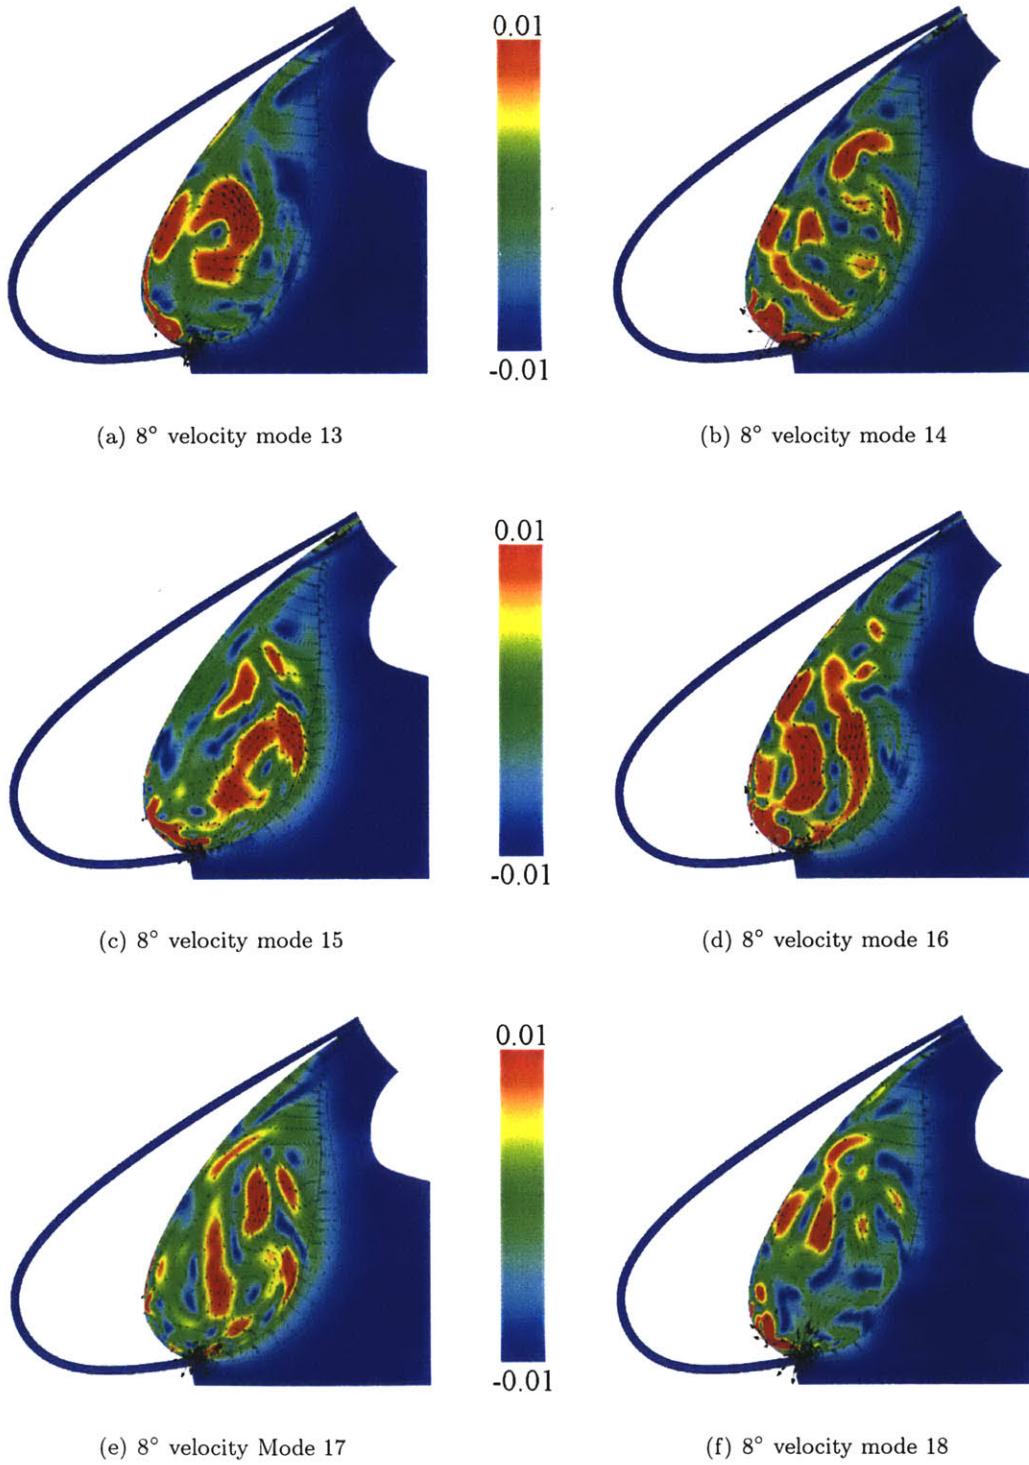 0.01
-0.01
(a) 8° velocity mode 13
(b) 8° velocity mode 14
0.01
-0.01
(c) 8° velocity mode 15
(d) 8° velocity mode 16
0.01
-0.01
(e) 8° velocity Mode 17
(f) 8° velocity mode 18